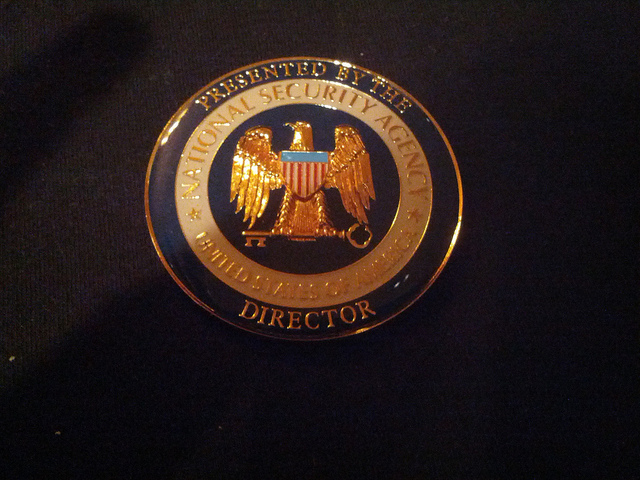 PRESENTED BY THE
NATIONAL SECURITY AGENCY
UNITED STATES OF AMERICA
DIRECTOR